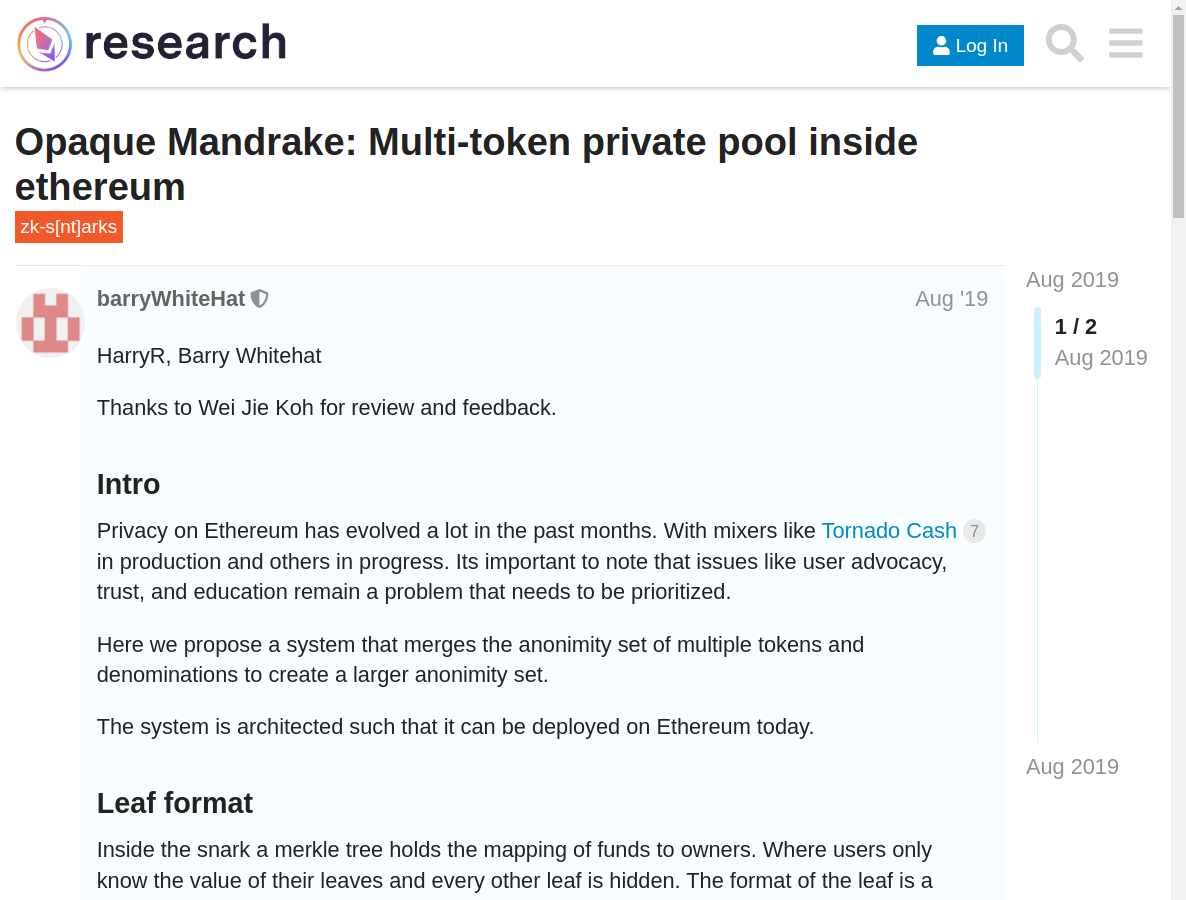 research
Log In
Opaque Mandrake: Multi-token private pool inside
ethereum
zk-s[nt]arks
barryWhiteHat
Aug '19
HarryR, Barry Whitehat
Thanks to Wei Jie Koh for review and feedback.
Intro
Privacy on Ethereum has evolved a lot in the past months. With mixers like Tornado Cash 7
in production and others in progress. Its important to note that issues like user advocacy,
trust, and education remain a problem that needs to be prioritized.
Here we propose a system that merges the anonimity set of multiple tokens and
denominations to create a larger anonimity set.
The system is architected such that it can be deployed on Ethereum today.
Leaf format
Inside the snark a merkle tree holds the mapping of funds to owners. Where users only
know the value of their leaves and every other leaf is hidden. The format of the leaf is a
Aug 2019
1 / 2
Aug 2019
Aug 2019